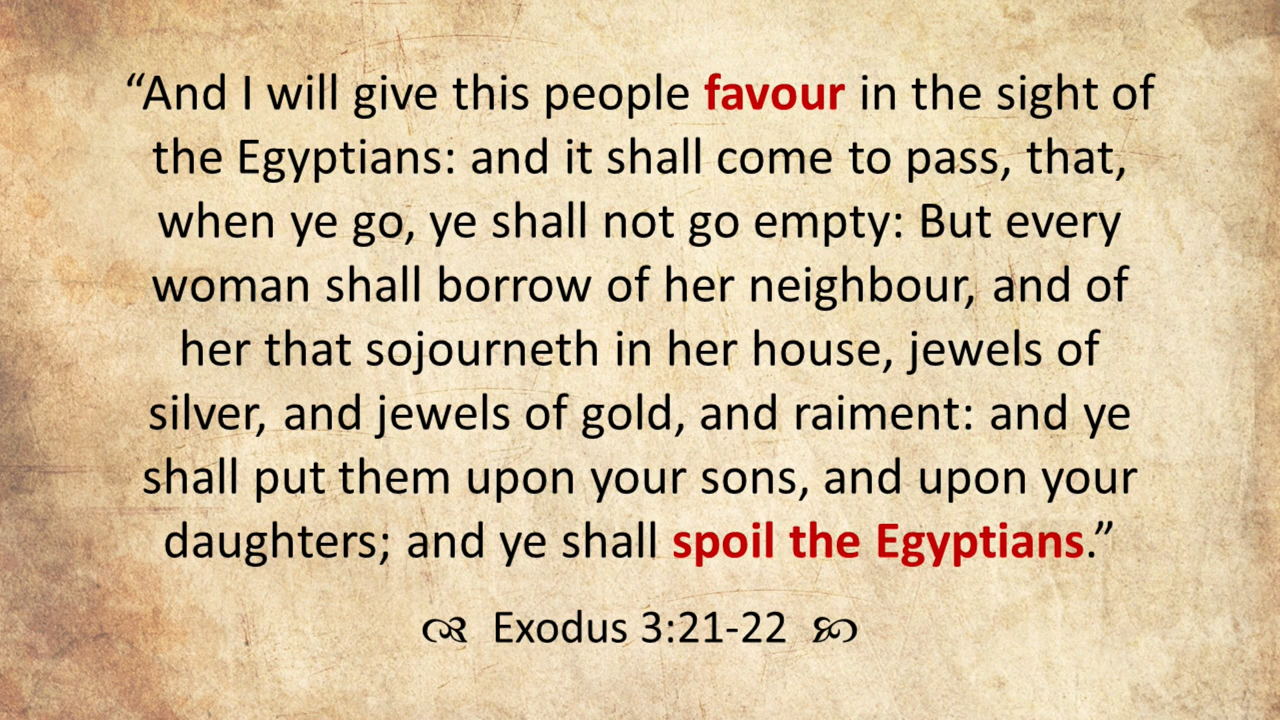 “And I will give this people favour in the sight of
the Egyptians: and it shall come to pass, that,
when ye go, ye shall not go empty: But every
woman shall borrow of her neighbour, and of
her that sojourneth in her house, jewels of
silver, and jewels of gold, and raiment: and ye
shall put them upon your sons, and upon your
daughters; and ye shall spoil the Egyptians.”
Exodus 3:21-22